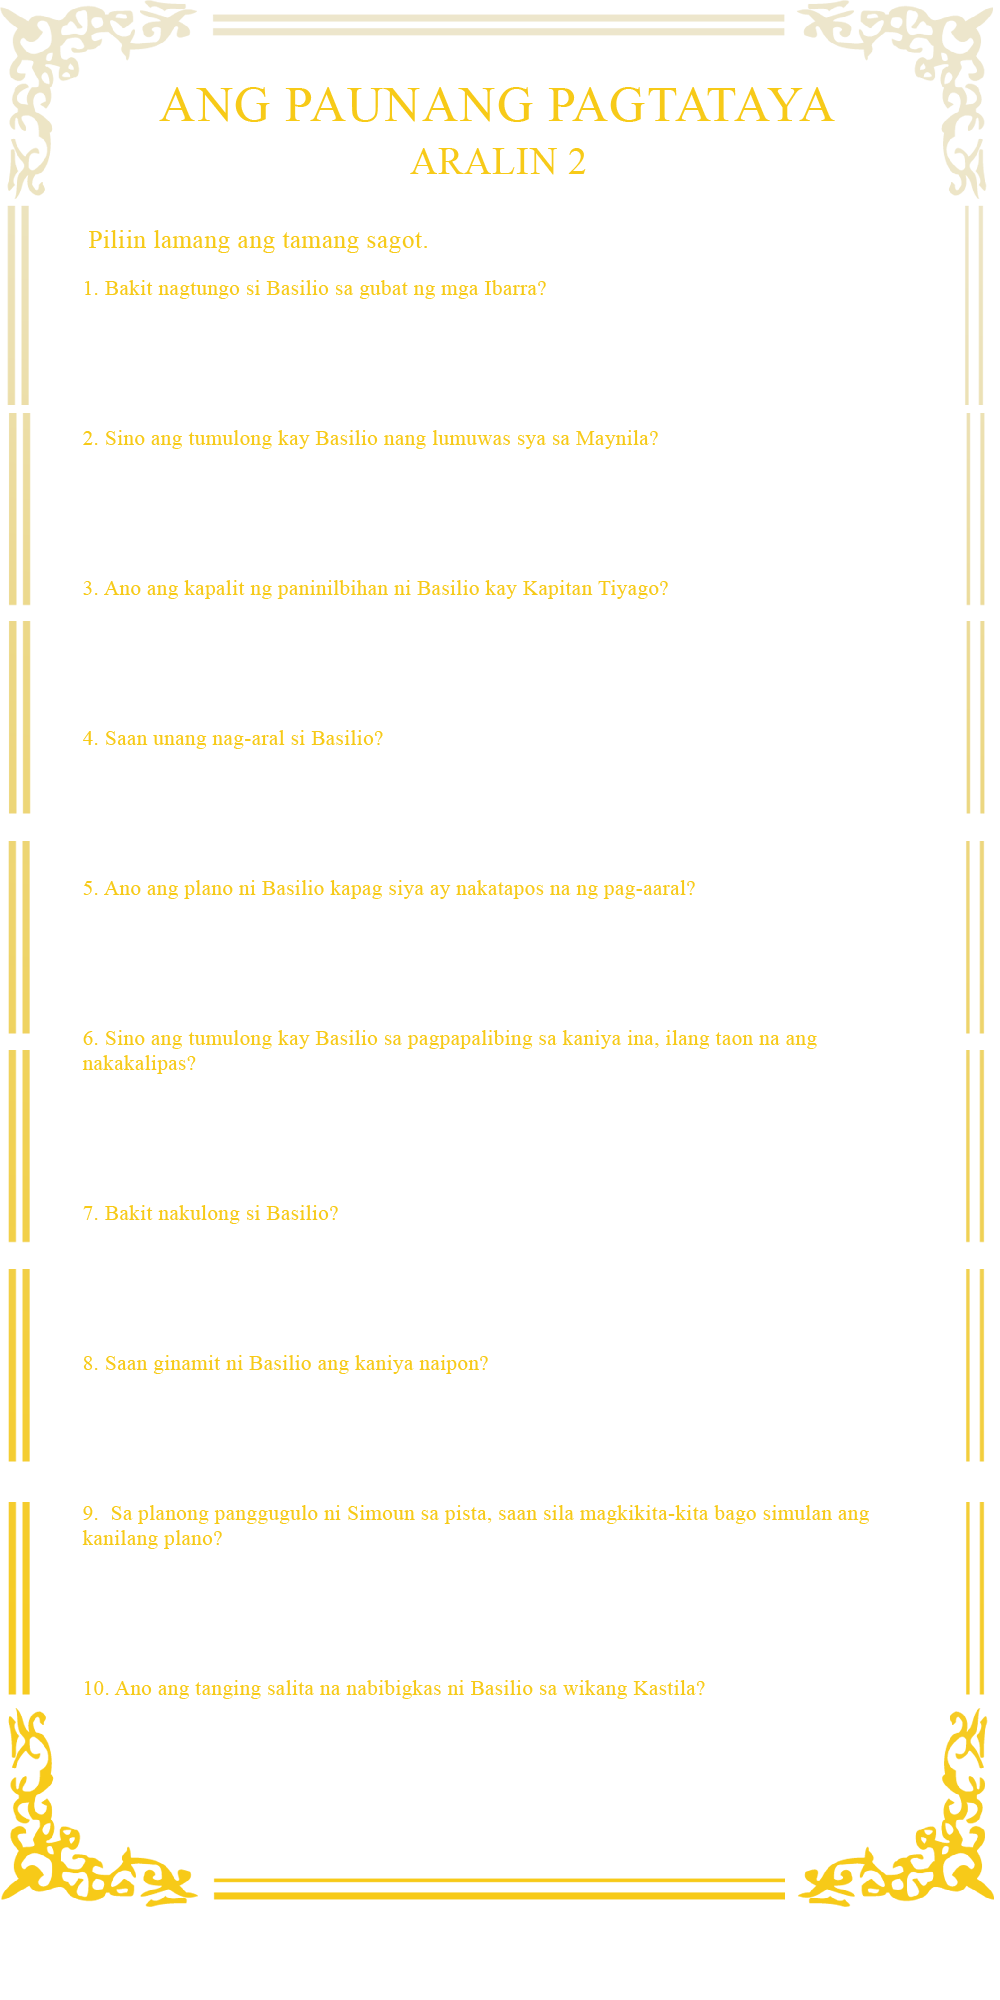 ANG PAUNANG PAGTATAYA
ARALIN 2
Piliin lamang ang tamang sagot.
1. Bakit nagtungo si Basilio sa gubat ng mga Ibarra?
2. Sino ang tumulong kay Basilio nang lumuwas sya sa Maynila?
3. Ano ang kapalit ng paninilbihan ni Basilio kay Kapitan Tiyago?
4. Saan unang nag-aral si Basilio?
5. Ano ang plano ni Basilio kapag siya ay nakatapos na ng pag-aaral?
6. Sino ang tumulong kay Basilio sa pagpapalibing sa kaniya ina, ilang taon na ang
nakakalipas?
7. Bakit nakulong si Basilio?
8. Saan ginamit ni Basilio ang kaniya naipon?
9.  Sa planong panggugulo ni Simoun sa pista, saan sila magkikita-kita bago simulan ang
kanilang plano?
10. Ano ang tanging salita na nabibigkas ni Basilio sa wikang Kastila?